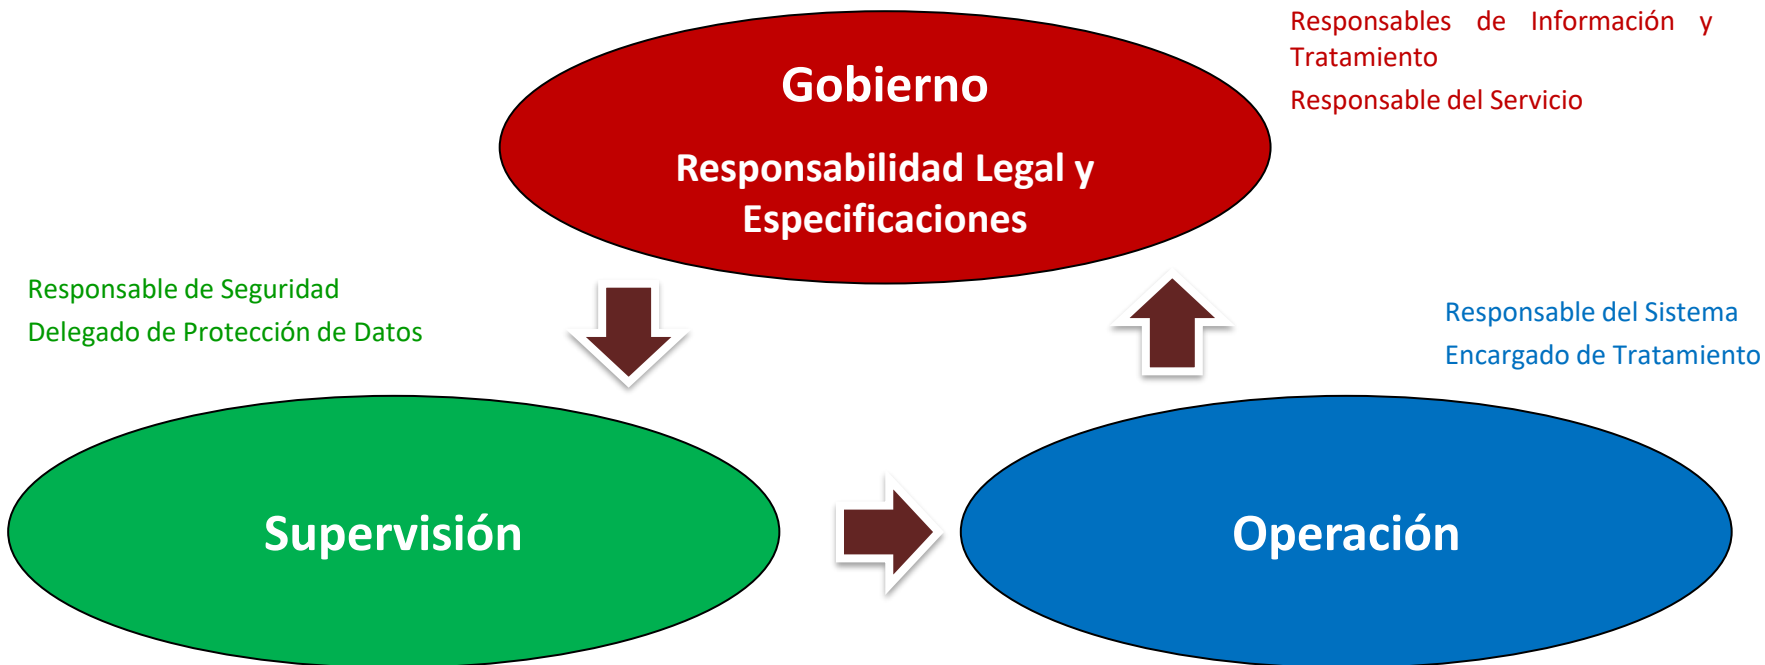 Responsables de Información y
Tratamiento
Responsable del Servicio
Gobierno
Responsabilidad Legal y
Especificaciones
Responsable de Seguridad
Delegado de Protección de Datos
Responsable del Sistema
Encargado de Tratamiento
Supervisión
Operación